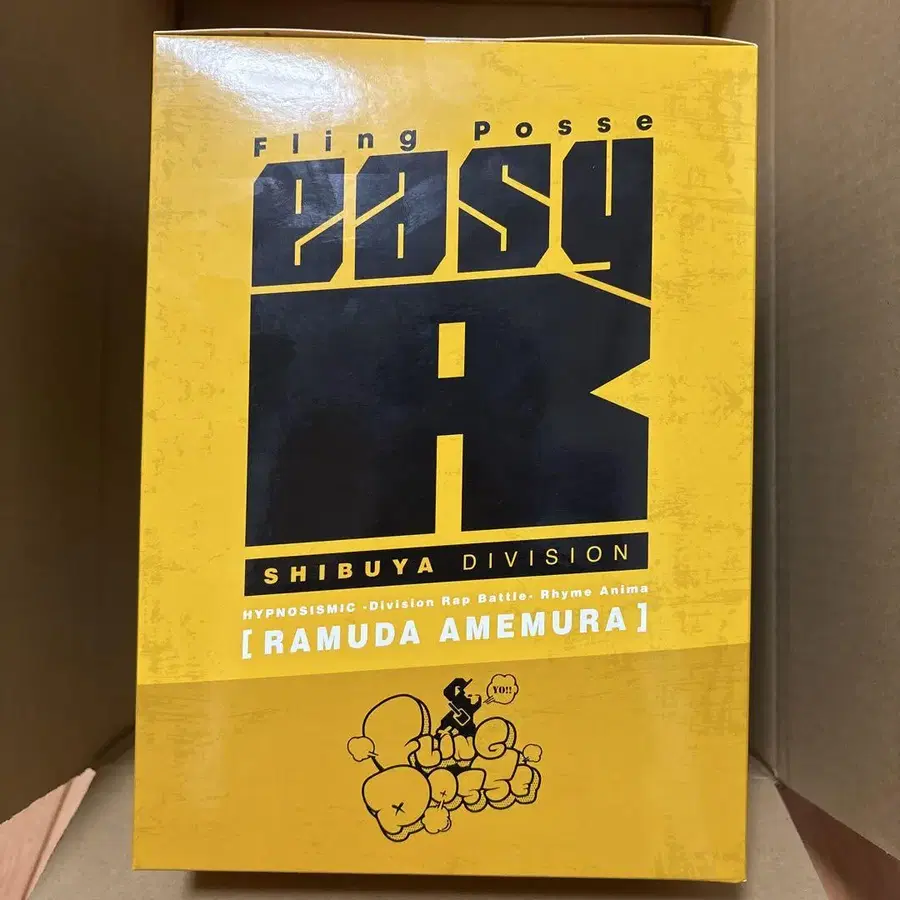 Fling Posse
easy
R
SHIBUYA DIVISION
HYPNOSISMIC -Division Rap Battle- Rhyme Anima
[RAMUDA AMEMURA]
YO!!
FLING
POSSE